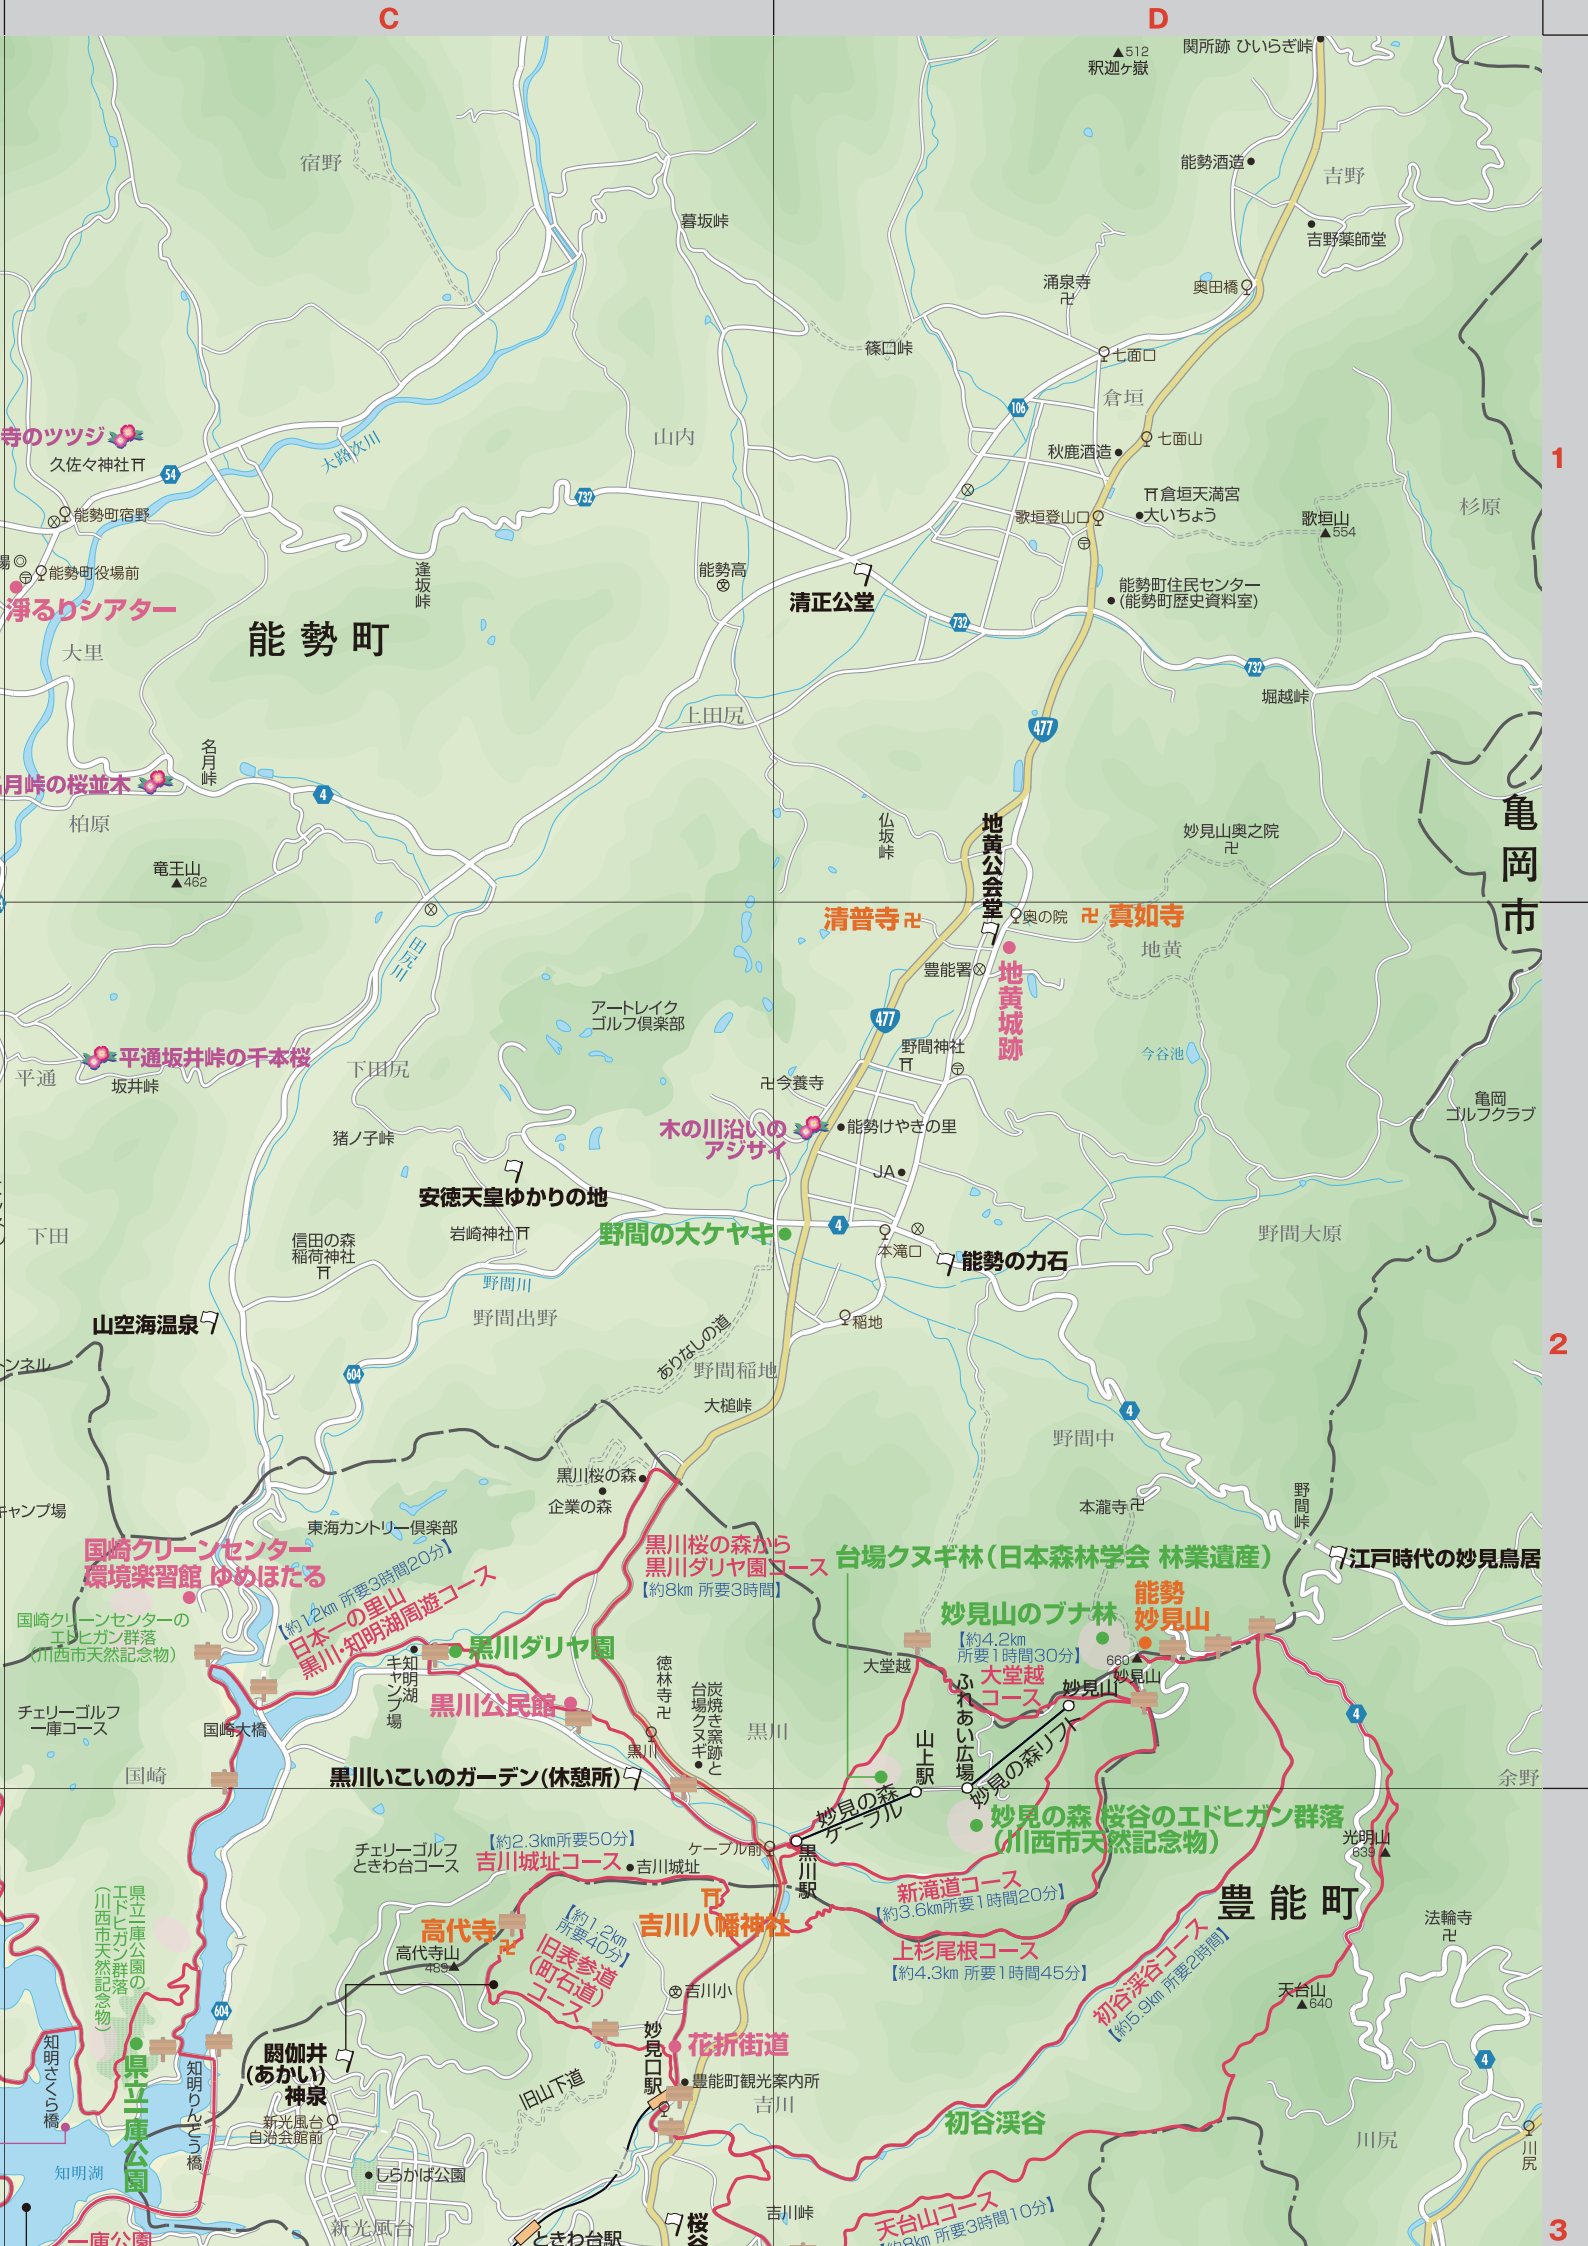 C
D
▲512
釈迦ヶ嶽
関所跡 ひいらぎ峠
宿野
能勢酒造
吉野
暮坂峠
吉野薬師堂
涌泉寺
奥田橋
篠口峠
七面口
倉垣
106
寺のツツジ
久佐々神社
54
大路次川
山内
秋鹿酒造
七面山
1
732
能勢町宿野
倉垣天満宮
大いちょう
歌垣登山口
歌垣山
▲554
杉原
場
能勢町役場前
逢坂峠
能勢高
清正公堂
能勢町住民センター
(能勢町歴史資料室)
浄るりシアター
732
能勢町
大里
732
堀越峠
上田尻
477
名月峠
月峠の桜並木
4
柏原
仏坂峠
地黄公会堂
妙見山奥之院
亀岡市
竜王山
▲462
清普寺
奥の院
真如寺
地黄
田尻川
豊能署
地黄城跡
アートレイク
ゴルフ倶楽部
477
野間神社
今谷池
平通坂井峠の千本桜
平通
坂井峠
下田尻
今養寺
亀岡
ゴルフクラブ
木の川沿いの
アジサイ
能勢けやきの里
猪ノ子峠
JA
安徳天皇ゆかりの地
下田
岩崎神社
野間の大ケヤキ
4
本滝口
野間大原
信田の森
稲荷神社
能勢の力石
野間川
野間出野
山空海温泉
稲地
ありなしの道
2
トンネル
604
野間稲地
大槌峠
4
野間中
黒川桜の森
企業の森
キャンプ場
本瀧寺
野間峠
東海カントリー倶楽部
国崎クリーンセンター
環境楽習館 ゆめほたる
黒川桜の森から
黒川ダリヤ園コース
【約8km 所要3時間】
台場クヌギ林(日本森林学会 林業遺産)
江戸時代の妙見鳥居
【約12km 所要3時間20分】
日本一の里山
黒川・知明湖周遊コース
国崎クリーンセンターの
エドヒガン群落
(川西市天然記念物)
妙見山のブナ林
能勢
妙見山
【約4.2km
所要1時間30分】
大堂越
大堂越
コース
660▲
妙見山
黒川ダリヤ園
知明湖
キャンプ場
黒川公民館
徳林寺
炭焼き窯跡と
台場クヌギ
ふれあい広場
妙見山
妙見の森リフト
チェリーゴルフ
一庫コース
国崎大橋
黒川
黒川
山上駅
4
国崎
黒川いこいのガーデン(休憩所)
余野
妙見の森
ケーブル
妙見の森 桜谷のエドヒガン群落
(川西市天然記念物)
光明山
639▲
チェリーゴルフ
ときわ台コース
【約2.3km所要50分】
吉川城址コース
吉川城址
ケーブル前
黒川駅
新滝道コース
【約3.6km所要1時間20分】
豊能町
県立一庫公園の
エドヒガン群落
(川西市天然記念物)
高代寺
【約1.2km
所要40分】
吉川八幡神社
旧表参道
(町石道)
コース
上杉尾根コース
【約4.3km 所要1時間45分】
法輪寺
高代寺山
489▲
初谷渓谷コース
【約5.9km 所要2時間】
吉川小
天台山
▲640
604
知明さくら橋
県立一庫公園
知明りんどう橋
閼伽井
(あかい)
神泉
妙見口駅
花折街道
4
旧山下道
豊能町観光案内所
吉川
新光風台
自治会館前
初谷渓谷
川尻
川尻
知明湖
しらかば公園
吉川峠
天台山コース
【約8km 所要3時間10分】
新光風台
ときわ台駅
桜谷
一庫公園
3